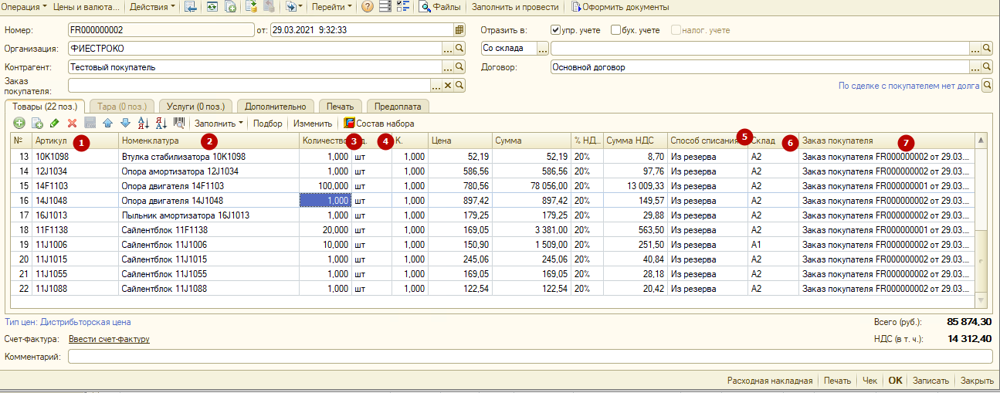 Операция Цены и валюта... Действия Перейти Файлы Заполнить и провести Оформить документы
Номер: FR000000002 от: 29.03.2021 9:32:33 Отразить в: упр. учете бух. учете налог. учете
Организация: ФИЕСТРОКО ... Со склада ... ...
Контрагент: Тестовый покупатель ... Договор: Основной договор ...
Заказ
покупателя: ... По сделке с покупателем нет долга
Товары (22 поз.) Тара (0 поз.) Услуги (0 поз.) Дополнительно Печать Предоплата
Заполнить Подбор Изменить Состав набора
№ Артикул 1 Номенклатура 2 Количество 3 д. 4 К. Цена Сумма % НД... Сумма НДС Способ списания 5 Склад 6 Заказ покупателя 7
13 10K1098 Втулка стабилизатора 10K1098 1,000 шт 1,000 52,19 52,19 20% 8,70 Из резерва A2 Заказ покупателя FR000000002 от 29.03....
14 12J1034 Опора амортизатора 12J1034 1,000 шт 1,000 586,56 586,56 20% 97,76 Из резерва A2 Заказ покупателя FR000000002 от 29.03....
15 14F1103 Опора двигателя 14F1103 100,000 шт 1,000 780,56 78 056,00 20% 13 009,33 Из резерва A2 Заказ покупателя FR000000001 от 29.03....
16 14J1048 Опора двигателя 14J1048 1,000 шт 1,000 897,42 897,42 20% 149,57 Из резерва A2 Заказ покупателя FR000000002 от 29.03....
17 16J1013 Пыльник амортизатора 16J1013 1,000 шт 1,000 179,25 179,25 20% 29,88 Из резерва A2 Заказ покупателя FR000000002 от 29.03....
18 11F1138 Сайлентблок 11F1138 20,000 шт 1,000 169,05 3 381,00 20% 563,50 Из резерва A2 Заказ покупателя FR000000001 от 29.03....
19 11J1006 Сайлентблок 11J1006 10,000 шт 1,000 150,90 1 509,00 20% 251,50 Из резерва A1 Заказ покупателя FR000000002 от 29.03....
20 11J1015 Сайлентблок 11J1015 1,000 шт 1,000 245,06 245,06 20% 40,84 Из резерва A2 Заказ покупателя FR000000002 от 29.03....
21 11J1055 Сайлентблок 11J1055 1,000 шт 1,000 169,05 169,05 20% 28,18 Из резерва A2 Заказ покупателя FR000000002 от 29.03....
22 11J1088 Сайлентблок 11J1088 1,000 шт 1,000 122,54 122,54 20% 20,42 Из резерва A2 Заказ покупателя FR000000002 от 29.03....
Тип цен: Дистрибьторская цена Всего (руб.): 85 874,30
Счет-фактура: Ввести счет-фактуру НДС (в т. ч.): 14 312,40
Комментарий:
Расходная накладная Печать Чек OK Записать Закрыть